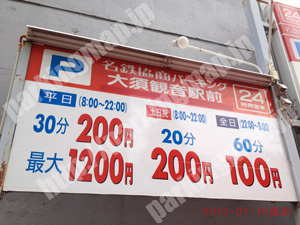 名鉄協商パーキング
P 大須観音駅前 24
時間営業
平日 (8:00～22:00) 土日祝 (8:00～22:00) 全日 (22:00～8:00)
30分 200円 20分 60分
最大 1200円 200円 100円